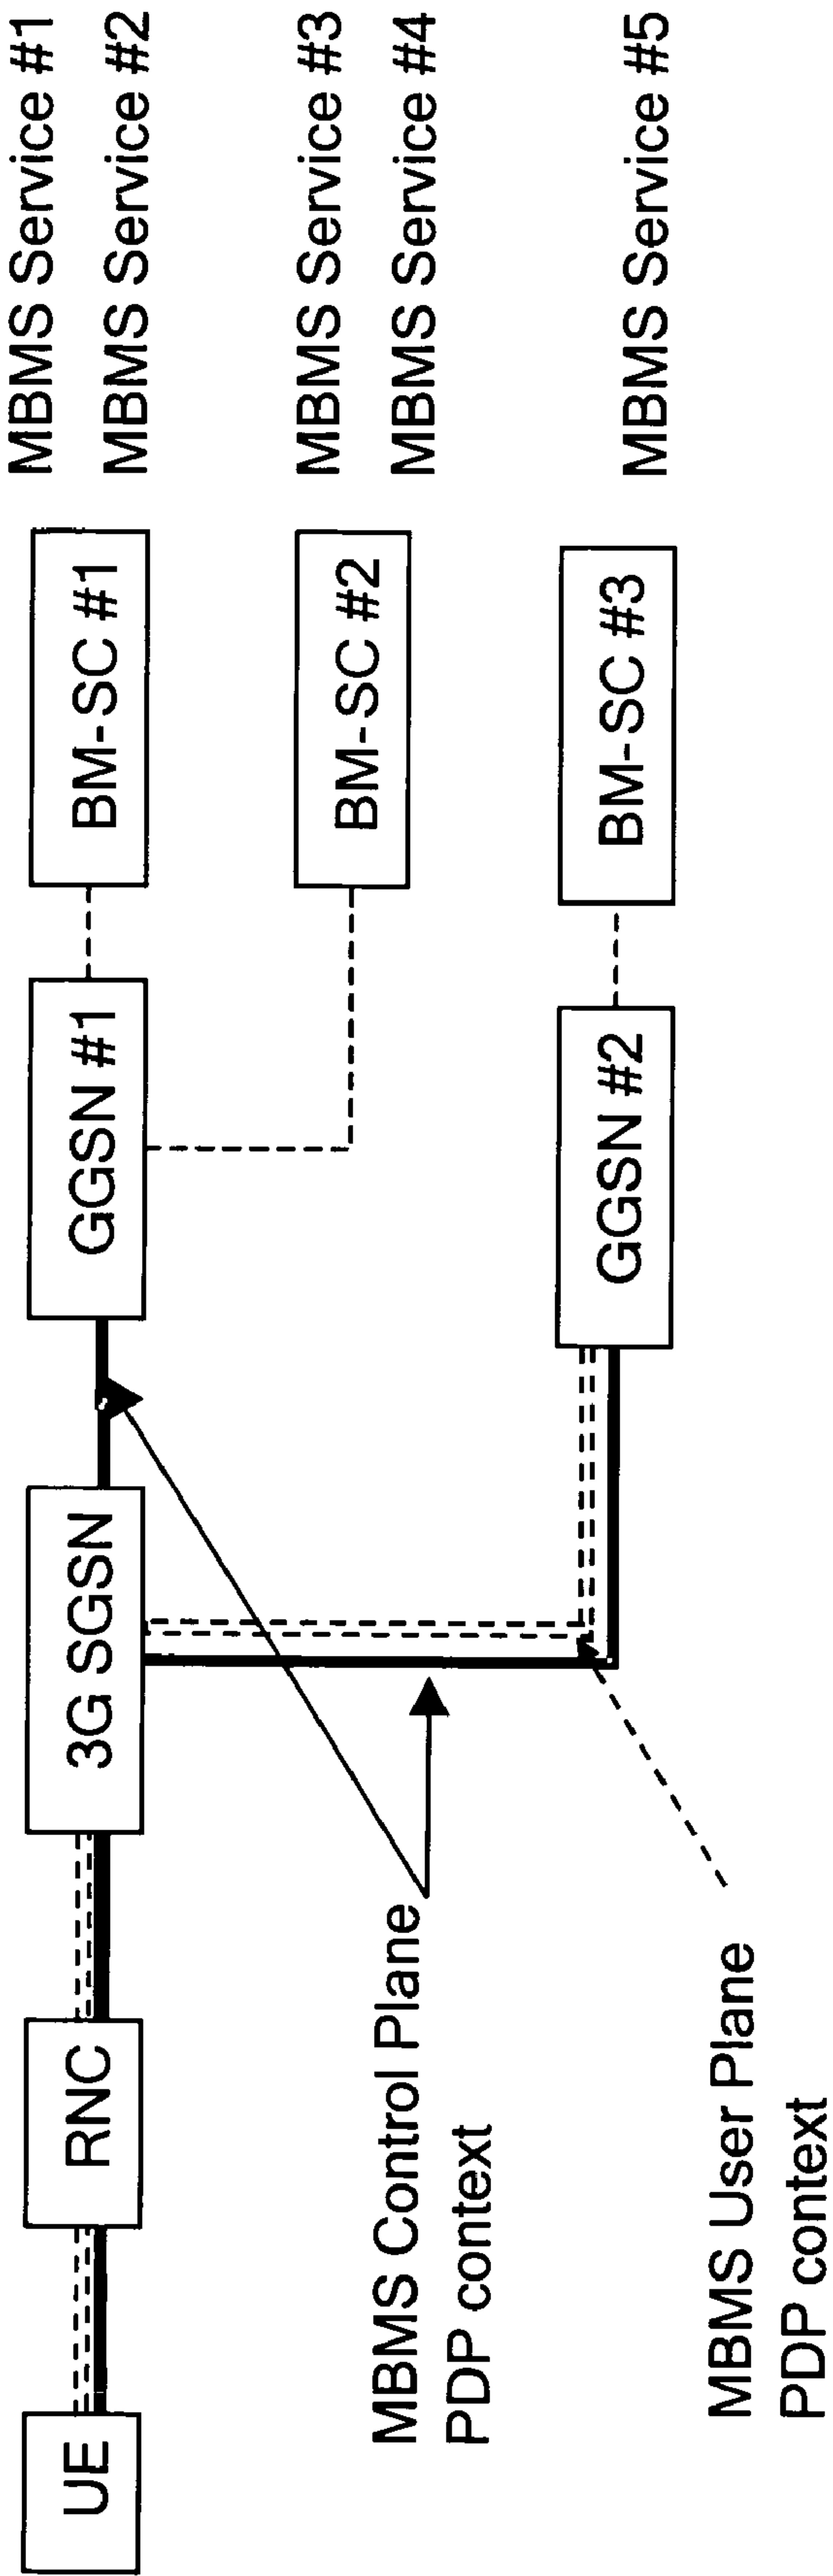 UE
RNC
3G SGSN
GGSN #1
BM-SC #1
MBMS Service #1
MBMS Service #2
BM-SC #2
MBMS Service #3
MBMS Service #4
MBMS Control Plane
PDP context
GGSN #2
BM-SC #3
MBMS Service #5
MBMS User Plane
PDP context